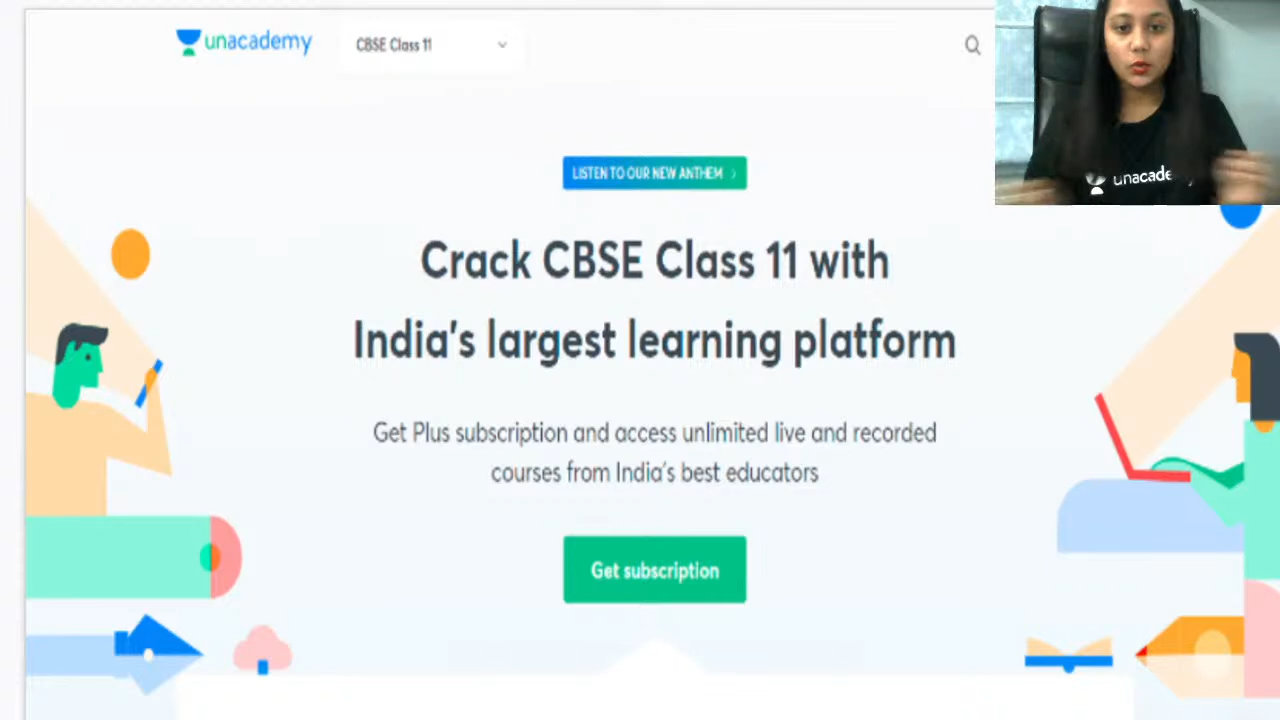 unacademy
CBSE Class 11
LISTEN TO OUR NEW ANTHEM
unacademy
Crack CBSE Class 11 with
India's largest learning platform
Get Plus subscription and access unlimited live and recorded
courses from India's best educators
Get subscription